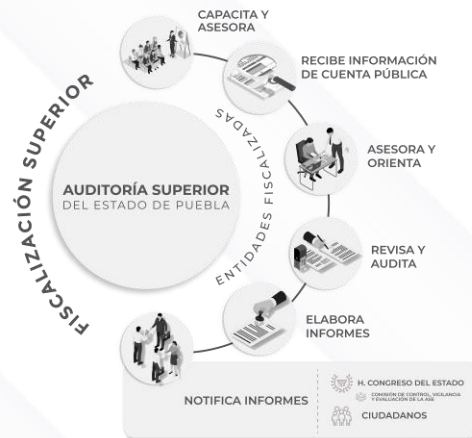 CAPACITA Y
ASESORA
RECIBE INFORMACIÓN
DE CUENTA PÚBLICA
FISCALIZACIÓN SUPERIOR
ENTIDADES FISCALIZADAS
AUDITORÍA SUPERIOR
DEL ESTADO DE PUEBLA
ASESORA Y
ORIENTA
REVISA Y
AUDITA
ELABORA
INFORMES
NOTIFICA INFORMES
H. CONGRESO DEL ESTADO
COMISIÓN DE CONTROL, VIGILANCIA
Y EVALUACIÓN DE LA ASE
CIUDADANOS